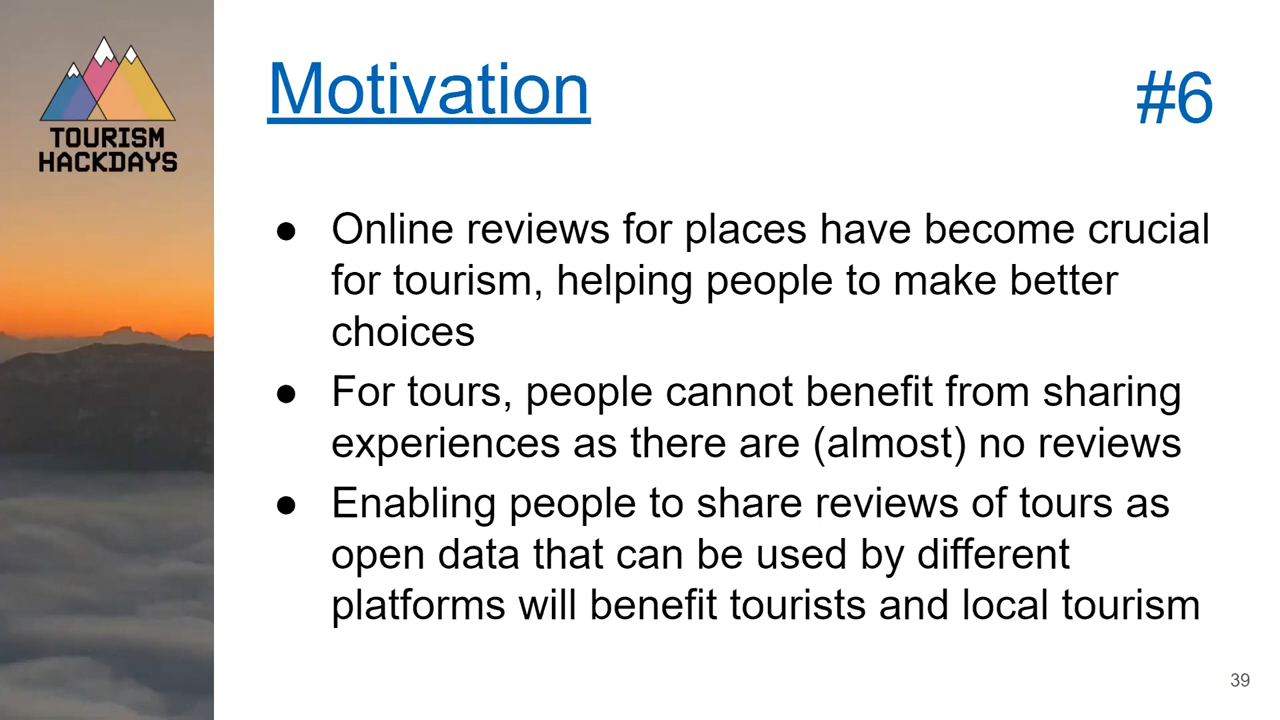 TOURISM
HACKDAYS
Motivation
#6
● Online reviews for places have become crucial
for tourism, helping people to make better
choices
● For tours, people cannot benefit from sharing
experiences as there are (almost) no reviews
● Enabling people to share reviews of tours as
open data that can be used by different
platforms will benefit tourists and local tourism
39